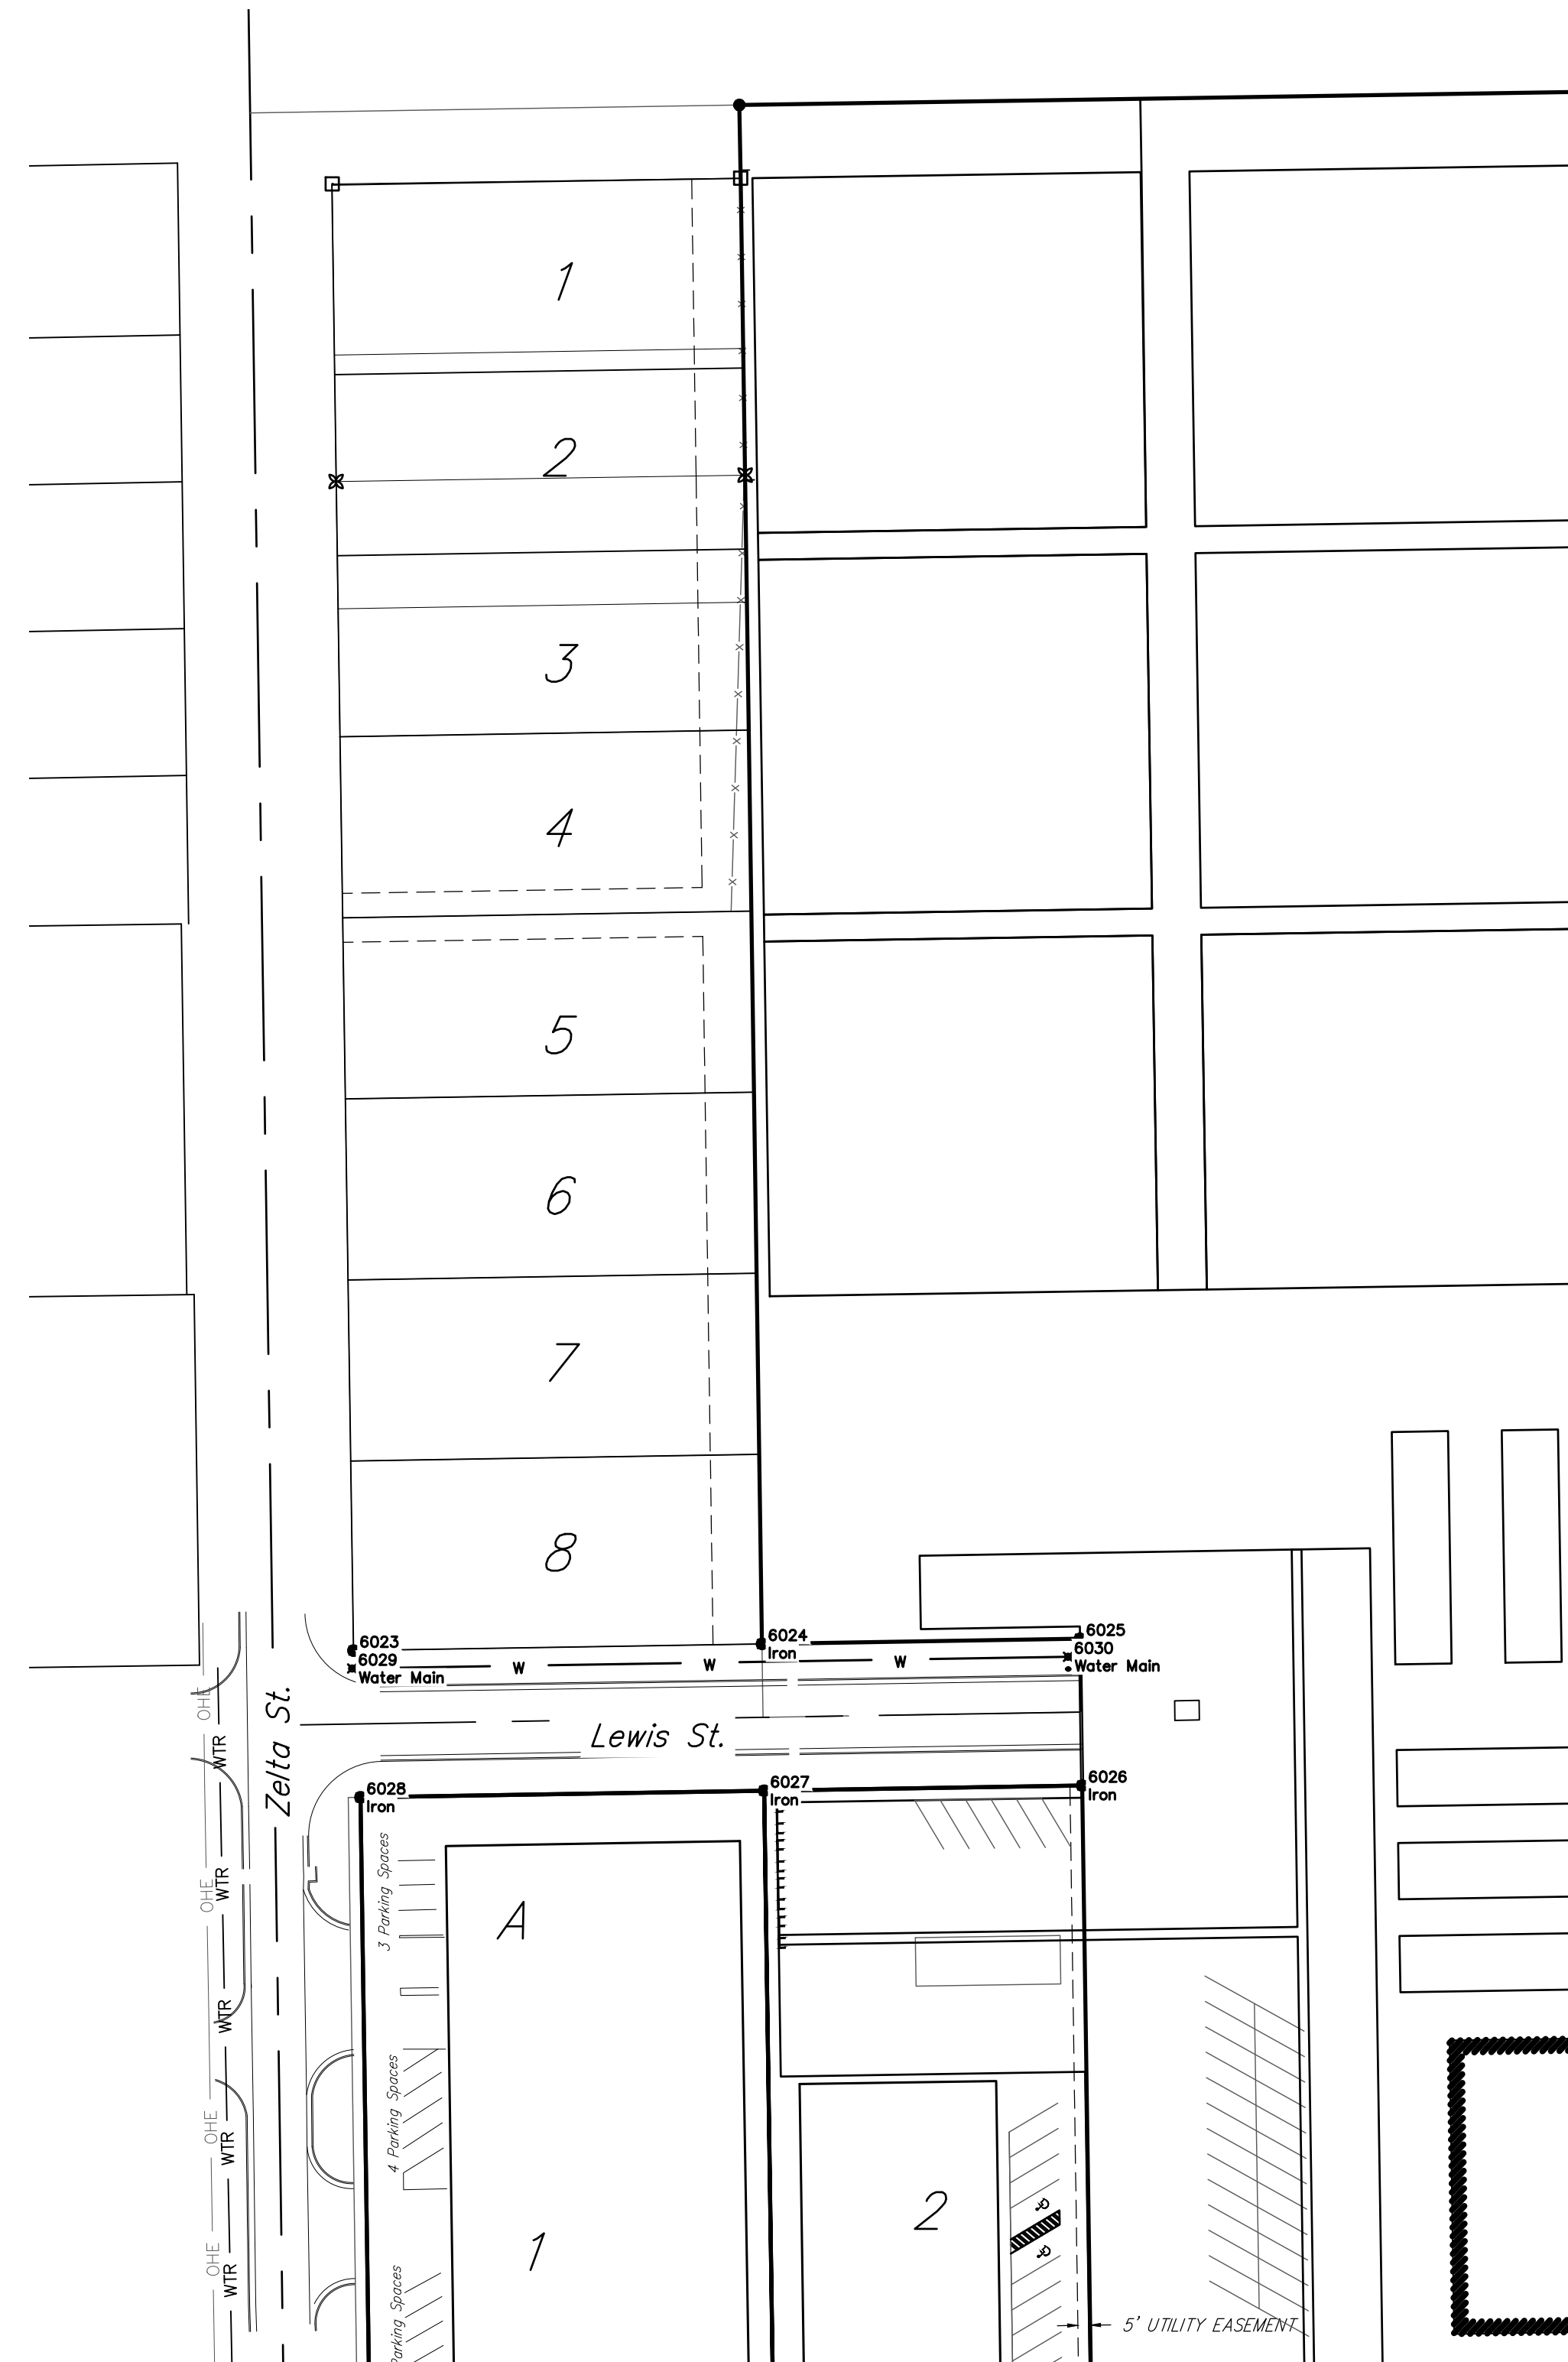 1
2
3
4
5
6
7
8
6023
6029
Water Main
W
W
W
6024
Iron
6025
6030
Water Main
Lewis St.
Zelta St.
6028
Iron
6027
Iron
6026
Iron
OHE
WTR
OHE
WTR
WTR
OHE
WTR
OHE
WTR
3 Parking Spaces
4 Parking Spaces
Parking Spaces
A
1
2
5' UTILITY EASEMENT